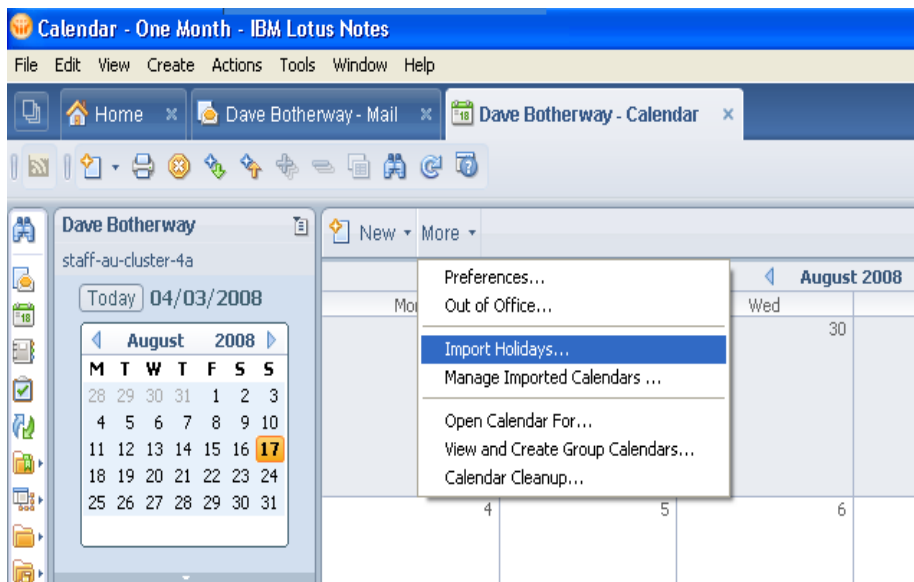 Calendar - One Month - IBM Lotus Notes
File Edit View Create Actions Tools Window Help
Home Dave Botherway - Mail Dave Botherway - Calendar
18
Dave Botherway
New More
staff-au-cluster-4a
Today 04/03/2008
August 2008
M T W T F S S
28 29 30 31 1 2 3
4 5 6 7 8 9 10
11 12 13 14 15 16 17
18 19 20 21 22 23 24
25 26 27 28 29 30 31
Preferences...
Out of Office...
Import Holidays...
Manage Imported Calendars ...
Open Calendar For...
View and Create Group Calendars...
Calendar Cleanup...
August 2008
Wed
30
4 5 6